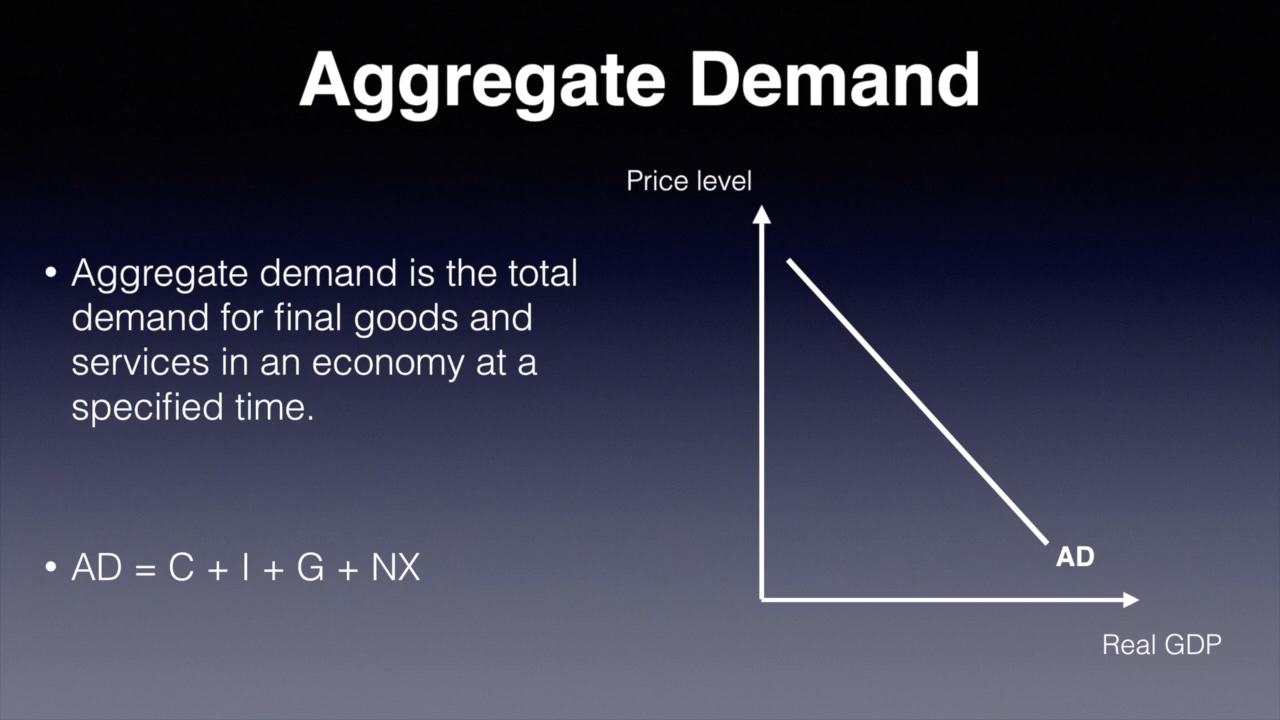 Aggregate Demand
• Aggregate demand is the total
demand for final goods and
services in an economy at a
specified time.
• AD = C + I + G + NX
Price level
AD
Real GDP